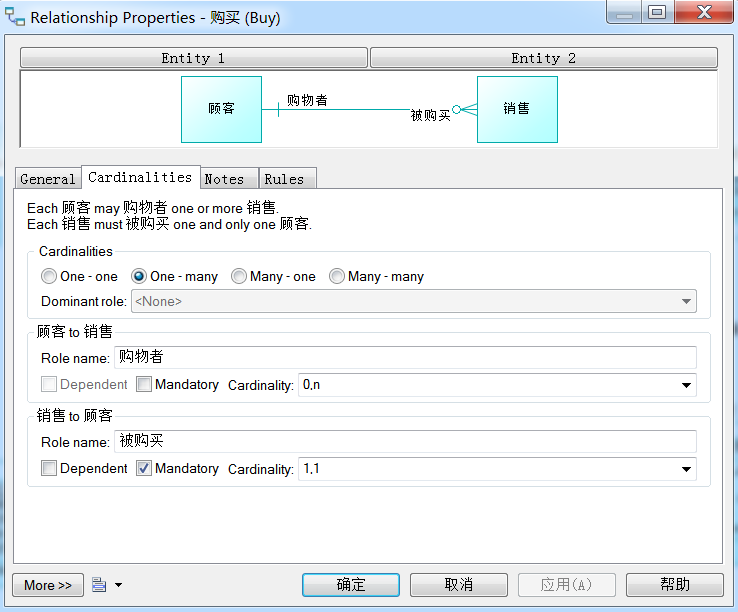 Relationship Properties - 购买 (Buy)
Entity 1 Entity 2
顾客 购物者 被购买 销售
General Cardinalities Notes Rules
Each 顾客 may 购物者 one or more 销售.
Each 销售 must 被购买 one and only one 顾客.
Cardinalities
One - one One - many Many - one Many - many
Dominant role: <None>
顾客 to 销售
Role name: 购物者
Dependent Mandatory Cardinality: 0,n
销售 to 顾客
Role name: 被购买
Dependent Mandatory Cardinality: 1,1
More >> 确定 取消 应用(A) 帮助